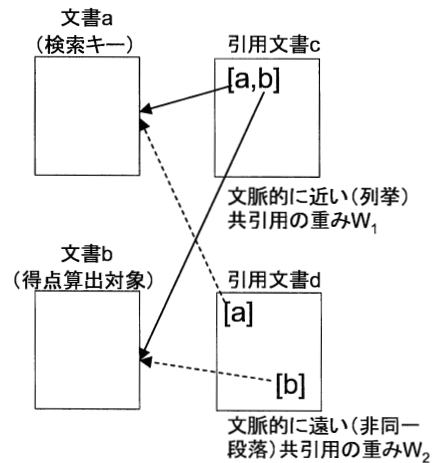 文書a
（検索キー）
引用文書c
[a,b]
文脈的に近い（列挙）
共引用の重みW1
文書b
（得点算出対象）
引用文書d
[a]
[b]
文脈的に遠い（非同一
段落）共引用の重みW2